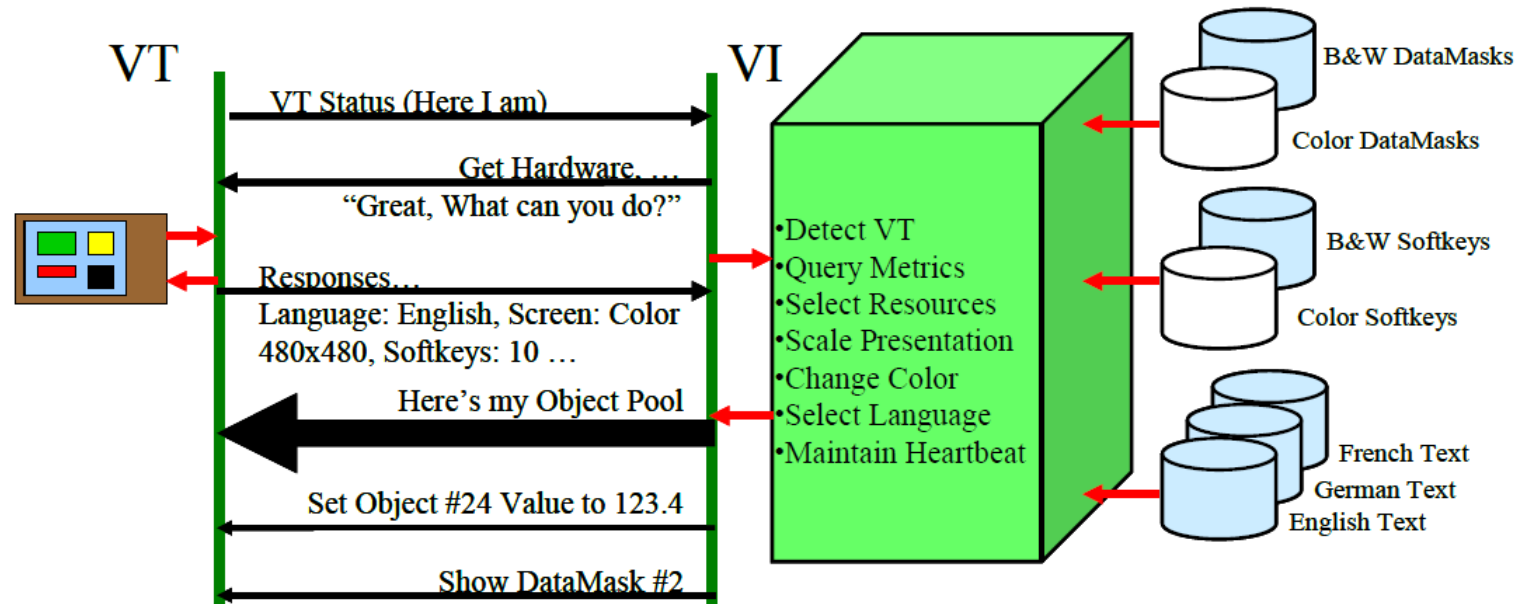 VT
VI
VT Status (Here I am)
Get Hardware, …
“Great, What can you do?”
Responses…
Language: English, Screen: Color
480x480, Softkeys: 10 …
Here’s my Object Pool
Set Object #24 Value to 123.4
Show DataMask #2
•Detect VT
•Query Metrics
•Select Resources
•Scale Presentation
•Change Color
•Select Language
•Maintain Heartbeat
B&W DataMasks
Color DataMasks
B&W Softkeys
Color Softkeys
French Text
German Text
English Text